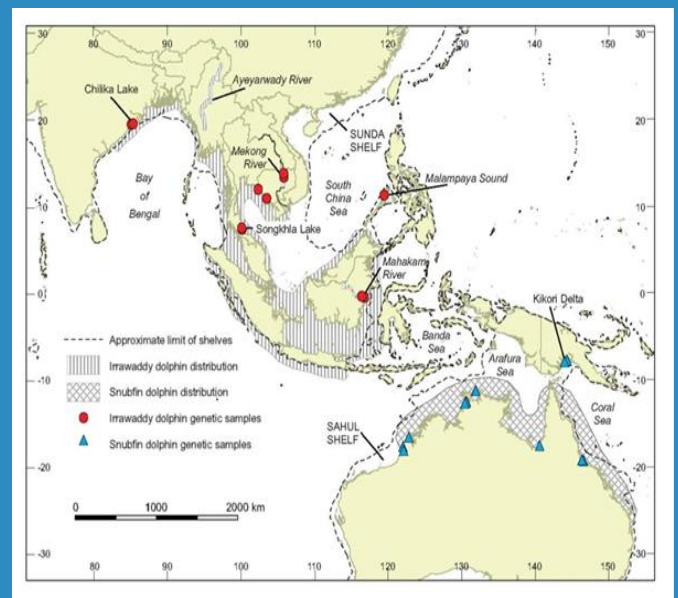 80 90 100 110 120 130 140 150
30
20
10
0
-10
-20
-30
30
20
10
0
-10
-20
-30
80 90 100 110 120 130 140 150
Chilika Lake
Ayeyarwady River
SUNDA
SHELF
Mekong
River
South
China
Sea
Malampaya Sound
Bay
of
Bengal
Songkhla Lake
Mahakam
River
Kikori Delta
Banda
Sea
Arafura
Sea
Coral
Sea
SAHUL
SHELF
Approximate limit of shelves
Irrawaddy dolphin distribution
Snubfin dolphin distribution
Irrawaddy dolphin genetic samples
Snubfin dolphin genetic samples
0 1000 2000 km